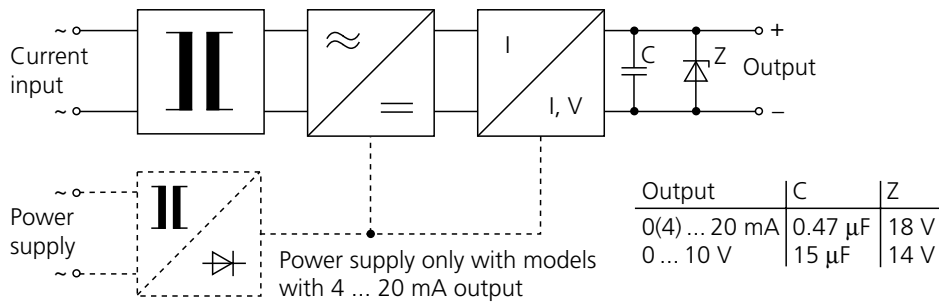 ~
~
Current
input
I
I, V
C
Z
+
−
Output
~
~
Power
supply
Power supply only with models
with 4 ... 20 mA output
Output C Z
0(4) ... 20 mA 0.47 μF 18 V
0 ... 10 V 15 μF 14 V